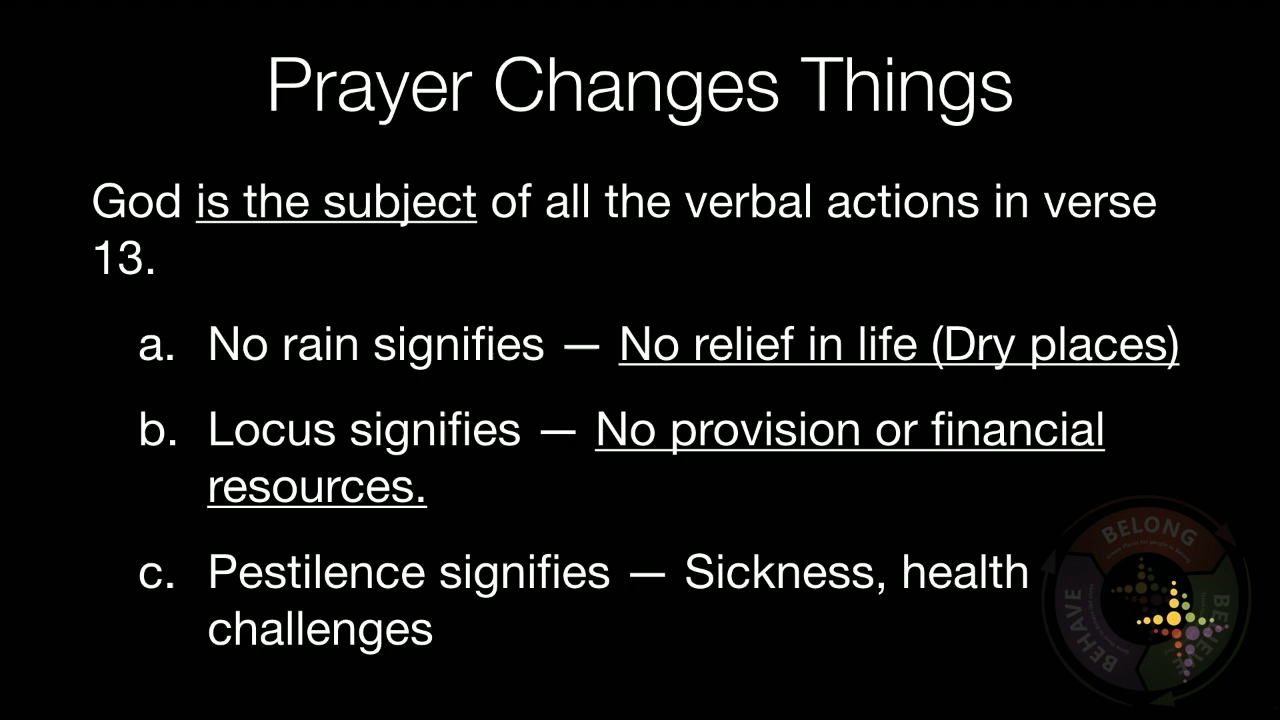 Prayer Changes Things
God is the subject of all the verbal actions in verse
13.
a. No rain signifies — No relief in life (Dry places)
b. Locus signifies — No provision or financial
resources.
c. Pestilence signifies — Sickness, health
challenges
BELONG
BEHAVE
BELIEVE